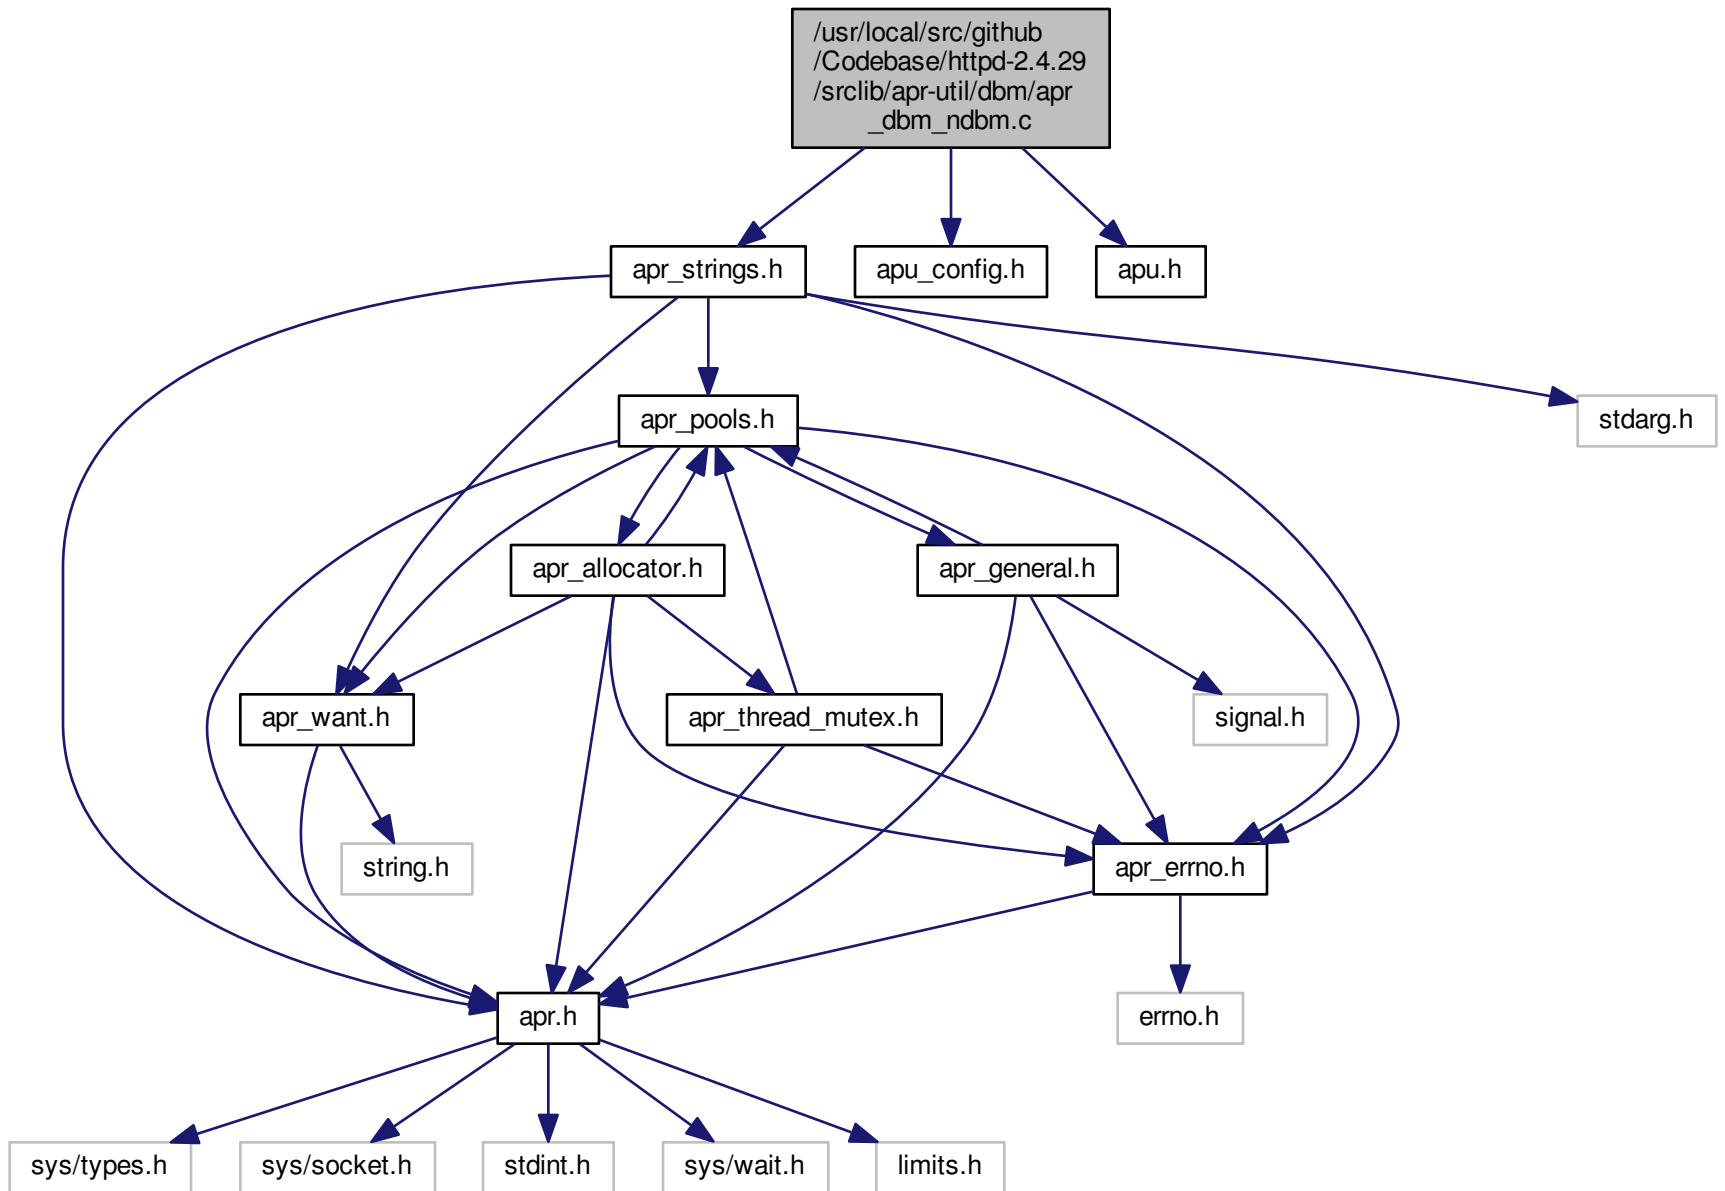 /usr/local/src/github
/Codebase/httpd-2.4.29
/srclib/apr-util/dbm/apr
_dbm_ndbm.c
apr_strings.h
apu_config.h
apu.h
apr_pools.h
stdarg.h
apr_allocator.h
apr_general.h
apr_want.h
apr_thread_mutex.h
signal.h
string.h
apr_errno.h
apr.h
errno.h
sys/types.h
sys/socket.h
stdint.h
sys/wait.h
limits.h